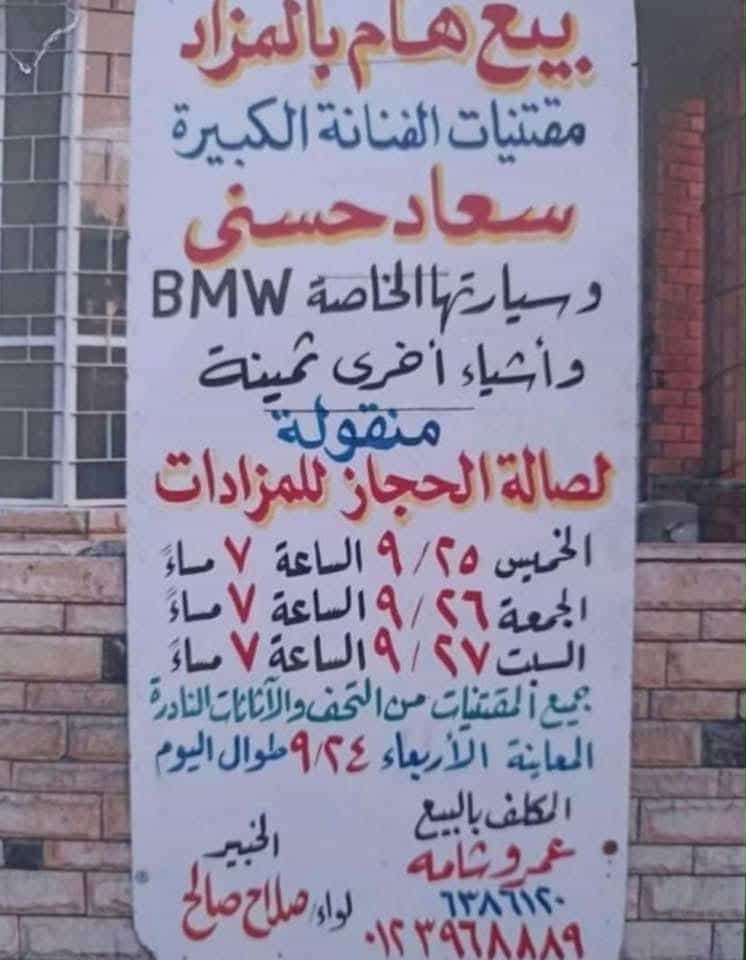 بيع هام بالمزاد
مقتنيات الفنانة الكبيرة
سعاد حسنى
وسيارتها الخاصة BMW
وأشياء أخرى ثمينة
منقولة
لصالة الحجاز للمزادات
الخميس ٩/٢٥ الساعة ٧ مساءً
الجمعة ٩/٢٦ الساعة ٧ مساءً
السبت ٩/٢٧ الساعة ٧ مساءً
جميع المقتنيات من التحف والآثاثات النادرة
المعاينة الأربعاء ٩/٢٤ طوال اليوم
المكلف بالبيع
عمرو شامه
٦٣٨٦١٢٠
٠١٢٣٩٦٨٨٨٩
الخبير
لواء/ صلاح صالح